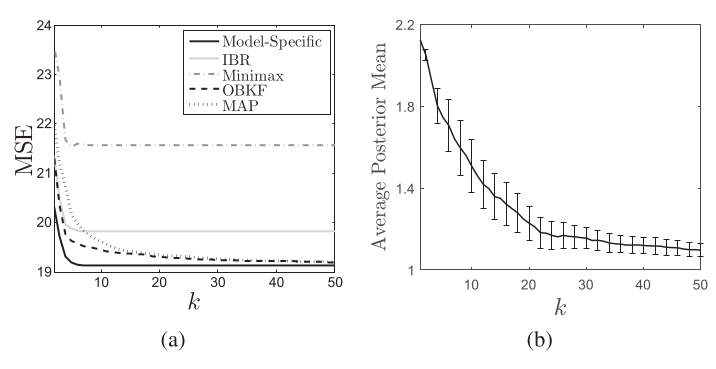 24
23
22
21
20
19
MSE
Model-Specific
IBR
Minimax
OBKF
MAP
0 10 20 30 40 50
k
(a)
2.2
1.8
1.4
1
Average Posterior Mean
10 20 30 40 50
k
(b)